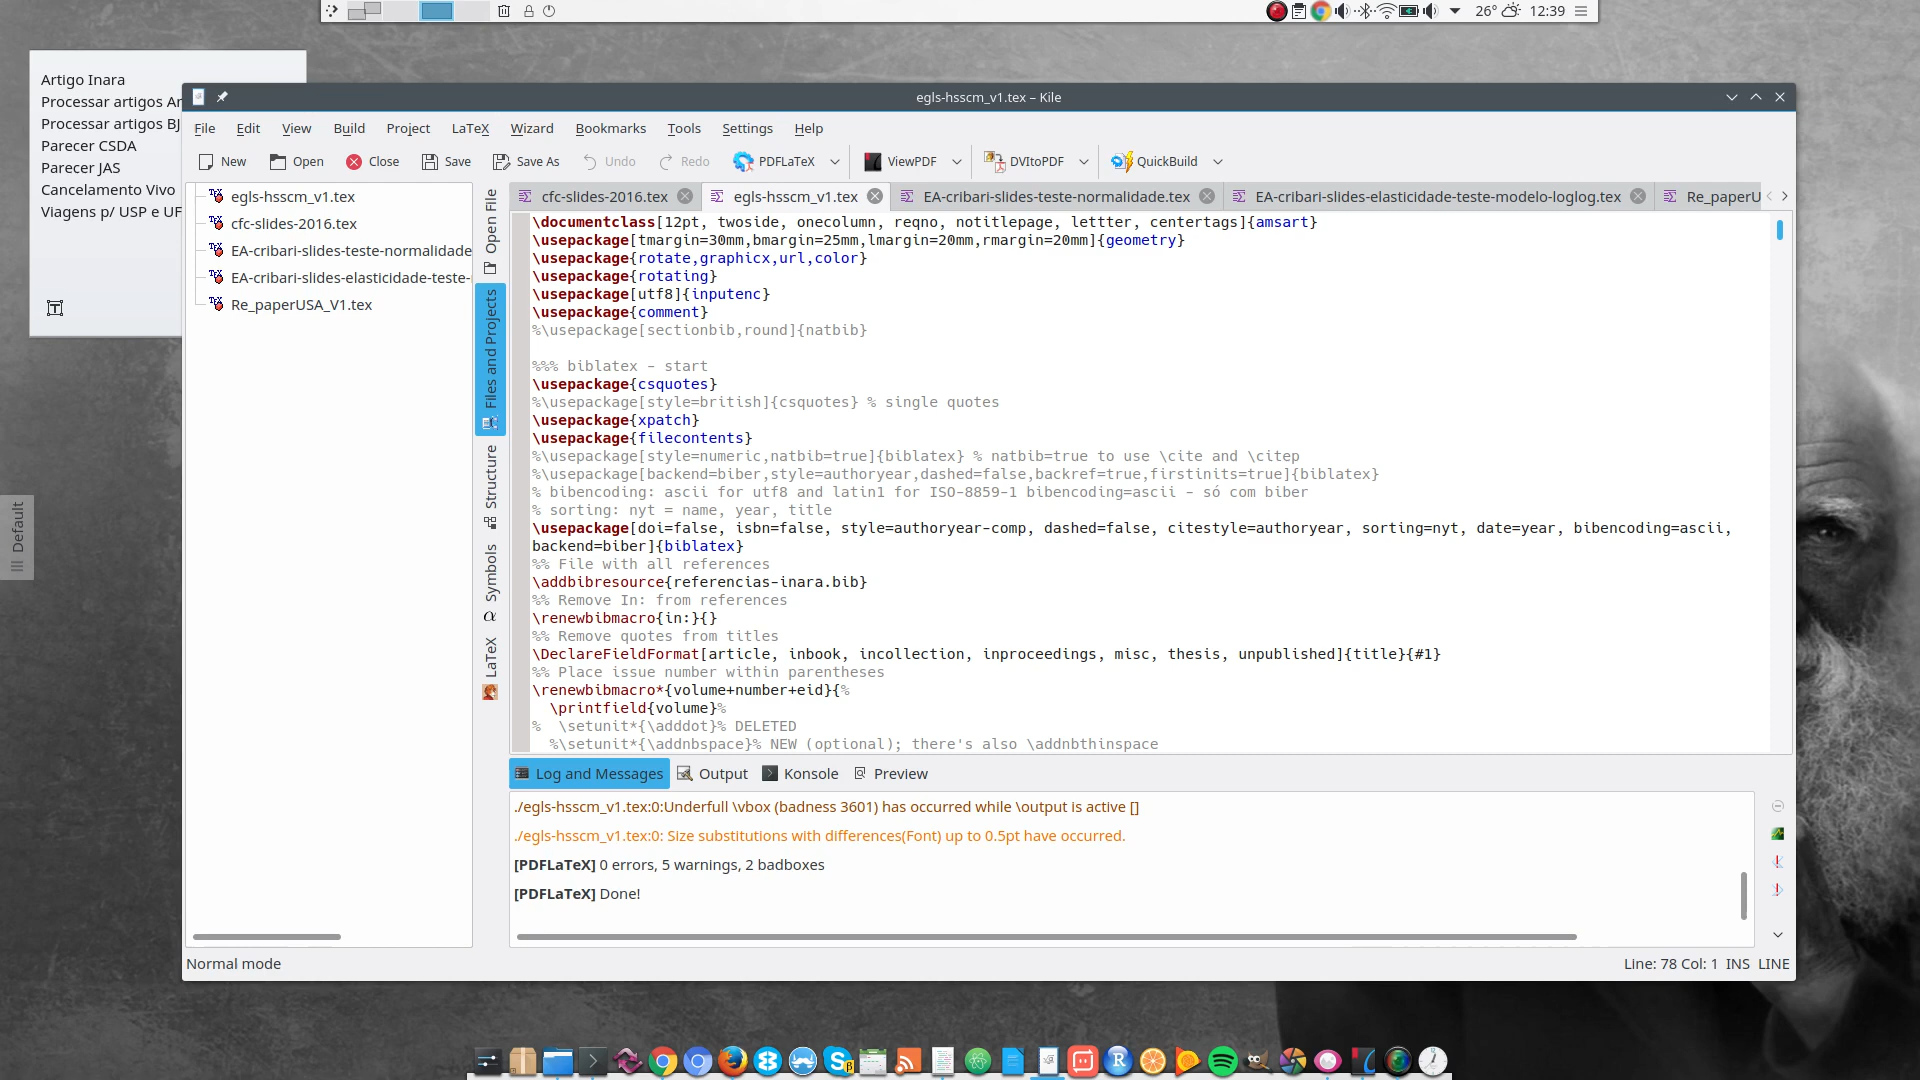 26° 12:39
Artigo Inara
Processar artigos Ar
Processar artigos BJ
Parecer CSDA
Parecer JAS
Cancelamento Vivo
Viagens p/ USP e UF
Default
egls-hsscm_v1.tex – Kile
File Edit View Build Project LaTeX Wizard Bookmarks Tools Settings Help
New Open Close Save Save As Undo Redo PDFLaTeX ViewPDF DVItoPDF QuickBuild
egls-hsscm_v1.tex
cfc-slides-2016.tex
EA-cribari-slides-teste-normalidade
EA-cribari-slides-elasticidade-teste-
Re_paperUSA_V1.tex
Open File
Files and Projects
Structure
Symbols
LaTeX
cfc-slides-2016.tex egls-hsscm_v1.tex EA-cribari-slides-teste-normalidade.tex EA-cribari-slides-elasticidade-teste-modelo-loglog.tex Re_paperU
\documentclass[12pt, twoside, onecolumn, reqno, notitlepage, lettter, centertags]{amsart}
\usepackage[tmargin=30mm,bmargin=25mm,lmargin=20mm,rmargin=20mm]{geometry}
\usepackage{rotate,graphicx,url,color}
\usepackage{rotating}
\usepackage[utf8]{inputenc}
\usepackage{comment}
%\usepackage[sectionbib,round]{natbib}
%%% biblatex - start
\usepackage{csquotes}
%\usepackage[style=british]{csquotes} % single quotes
\usepackage{xpatch}
\usepackage{filecontents}
%\usepackage[style=numeric,natbib=true]{biblatex} % natbib=true to use \cite and \citep
%\usepackage[backend=biber,style=authoryear,dashed=false,backref=true,firstinits=true]{biblatex}
% bibencoding: ascii for utf8 and latin1 for ISO-8859-1 bibencoding=ascii - só com biber
% sorting: nyt = name, year, title
\usepackage[doi=false, isbn=false, style=authoryear-comp, dashed=false, citestyle=authoryear, sorting=nyt, date=year, bibencoding=ascii,
backend=biber]{biblatex}
%% File with all references
\addbibresource{referencias-inara.bib}
%% Remove In: from references
\renewbibmacro{in:}{}
%% Remove quotes from titles
\DeclareFieldFormat[article, inbook, incollection, inproceedings, misc, thesis, unpublished]{title}{#1}
%% Place issue number within parentheses
\renewbibmacro*{volume+number+eid}{%
\printfield{volume}%
% \setunit*{\adddot}% DELETED
%\setunit*{\addnbspace}% NEW (optional); there's also \addnbthinspace
Log and Messages Output Konsole Preview
./egls-hsscm_v1.tex:0:Underfull \vbox (badness 3601) has occurred while \output is active []
./egls-hsscm_v1.tex:0: Size substitutions with differences(Font) up to 0.5pt have occurred.
[PDFLaTeX] 0 errors, 5 warnings, 2 badboxes
[PDFLaTeX] Done!
Normal mode Line: 78 Col: 1 INS LINE